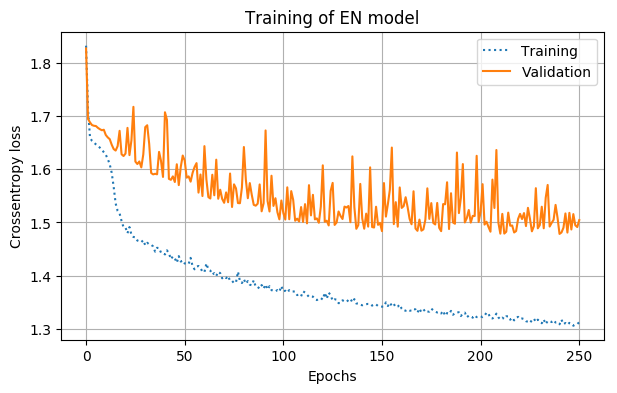 Training of EN model
Training
Validation
Crossentropy loss
1.8
1.7
1.6
1.5
1.4
1.3
0 50 100 150 200 250
Epochs